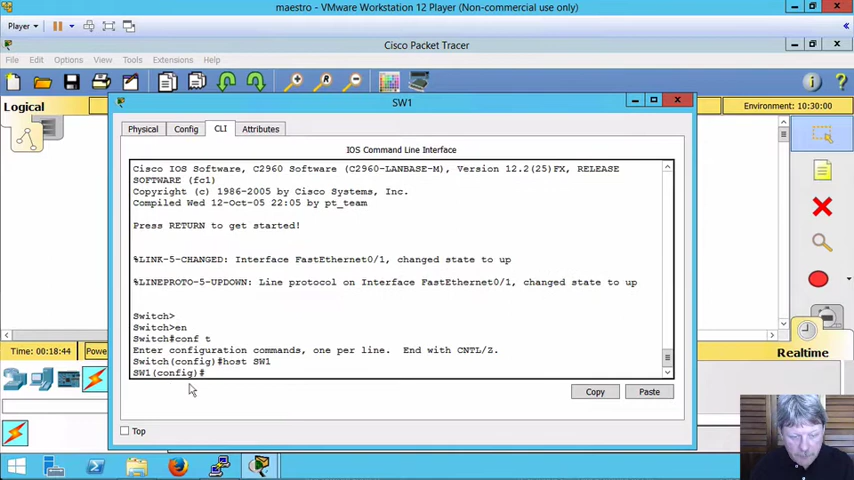 maestro - VMware Workstation 12 Player (Non-commercial use only)
Player
Cisco Packet Tracer
File Edit Options View Tools Extensions Help
Logical
Environment: 10:30:00
SW1
Physical Config CLI Attributes
IOS Command Line Interface
Cisco IOS Software, C2960 Software (C2960-LANBASE-M), Version 12.2(25)FX, RELEASE
SOFTWARE (fc1)
Copyright (c) 1986-2005 by Cisco Systems, Inc.
Compiled Wed 12-Oct-05 22:05 by pt_team
Press RETURN to get started!
%LINK-5-CHANGED: Interface FastEthernet0/1, changed state to up
%LINEPROTO-5-UPDOWN: Line protocol on Interface FastEthernet0/1, changed state to up
Switch>
Switch>en
Switch#conf t
Enter configuration commands, one per line. End with CNTL/Z.
Switch(config)#host SW1
SW1(config)#
Copy Paste
Top
Time: 00:18:44
Realtime